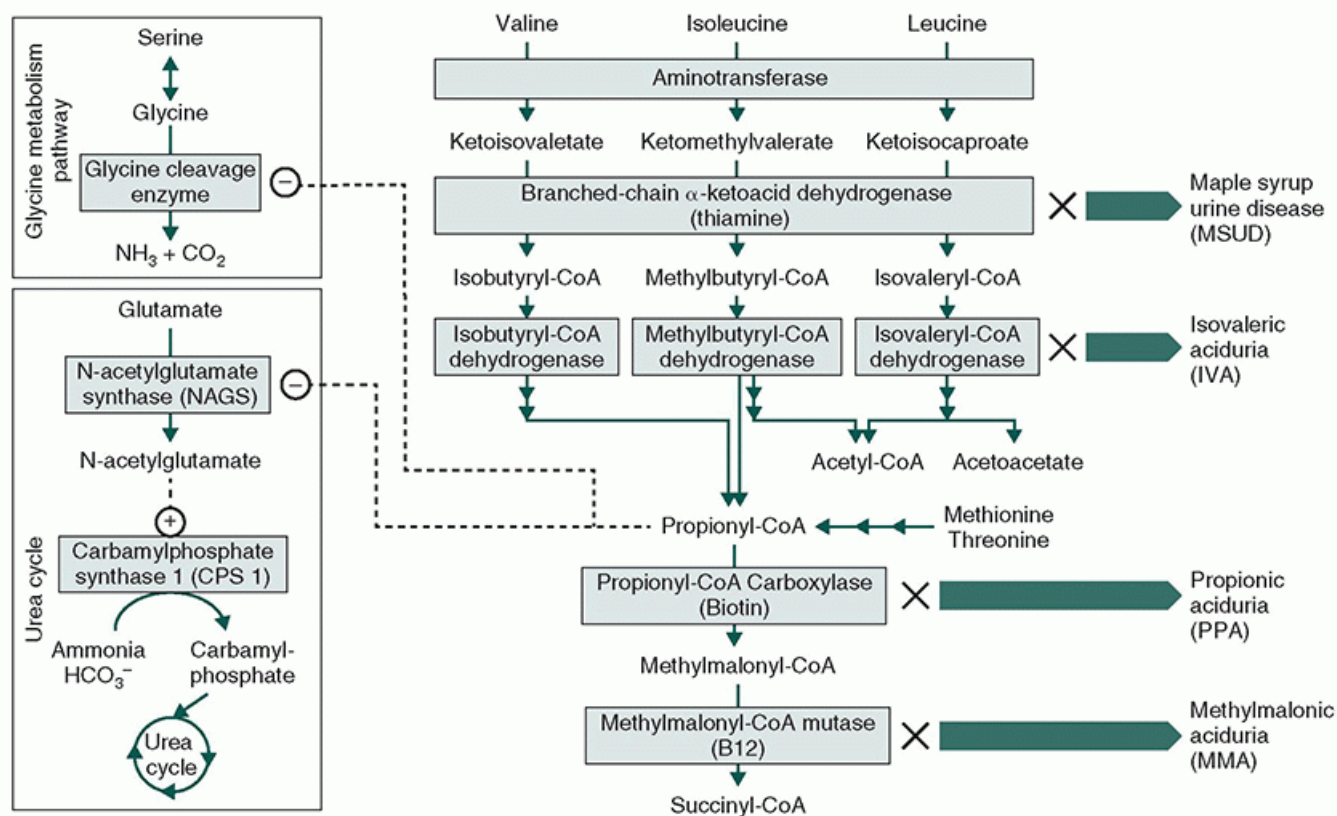 Glycine metabolism
pathway
Serine
Glycine
Glycine cleavage
enzyme
−
NH₃ + CO₂
Urea cycle
Glutamate
N-acetylglutamate
synthase (NAGS)
−
N-acetylglutamate
+
Carbamylphosphate
synthase 1 (CPS 1)
Ammonia
HCO₃⁻
Carbamyl-
phosphate
Urea
cycle
Valine
Isoleucine
Leucine
Aminotransferase
Ketoisovaletate
Ketomethylvalerate
Ketoisocaproate
Branched-chain α-ketoacid dehydrogenase
(thiamine)
Maple syrup
urine disease
(MSUD)
Isobutyryl-CoA
Methylbutyryl-CoA
Isovaleryl-CoA
Isobutyryl-CoA
dehydrogenase
Methylbutyryl-CoA
dehydrogenase
Isovaleryl-CoA
dehydrogenase
Isovaleric
aciduria
(IVA)
Acetyl-CoA
Acetoacetate
Propionyl-CoA
Methionine
Threonine
Propionyl-CoA Carboxylase
(Biotin)
Propionic
aciduria
(PPA)
Methylmalonyl-CoA
Methylmalonyl-CoA mutase
(B12)
Methylmalonic
aciduria
(MMA)
Succinyl-CoA